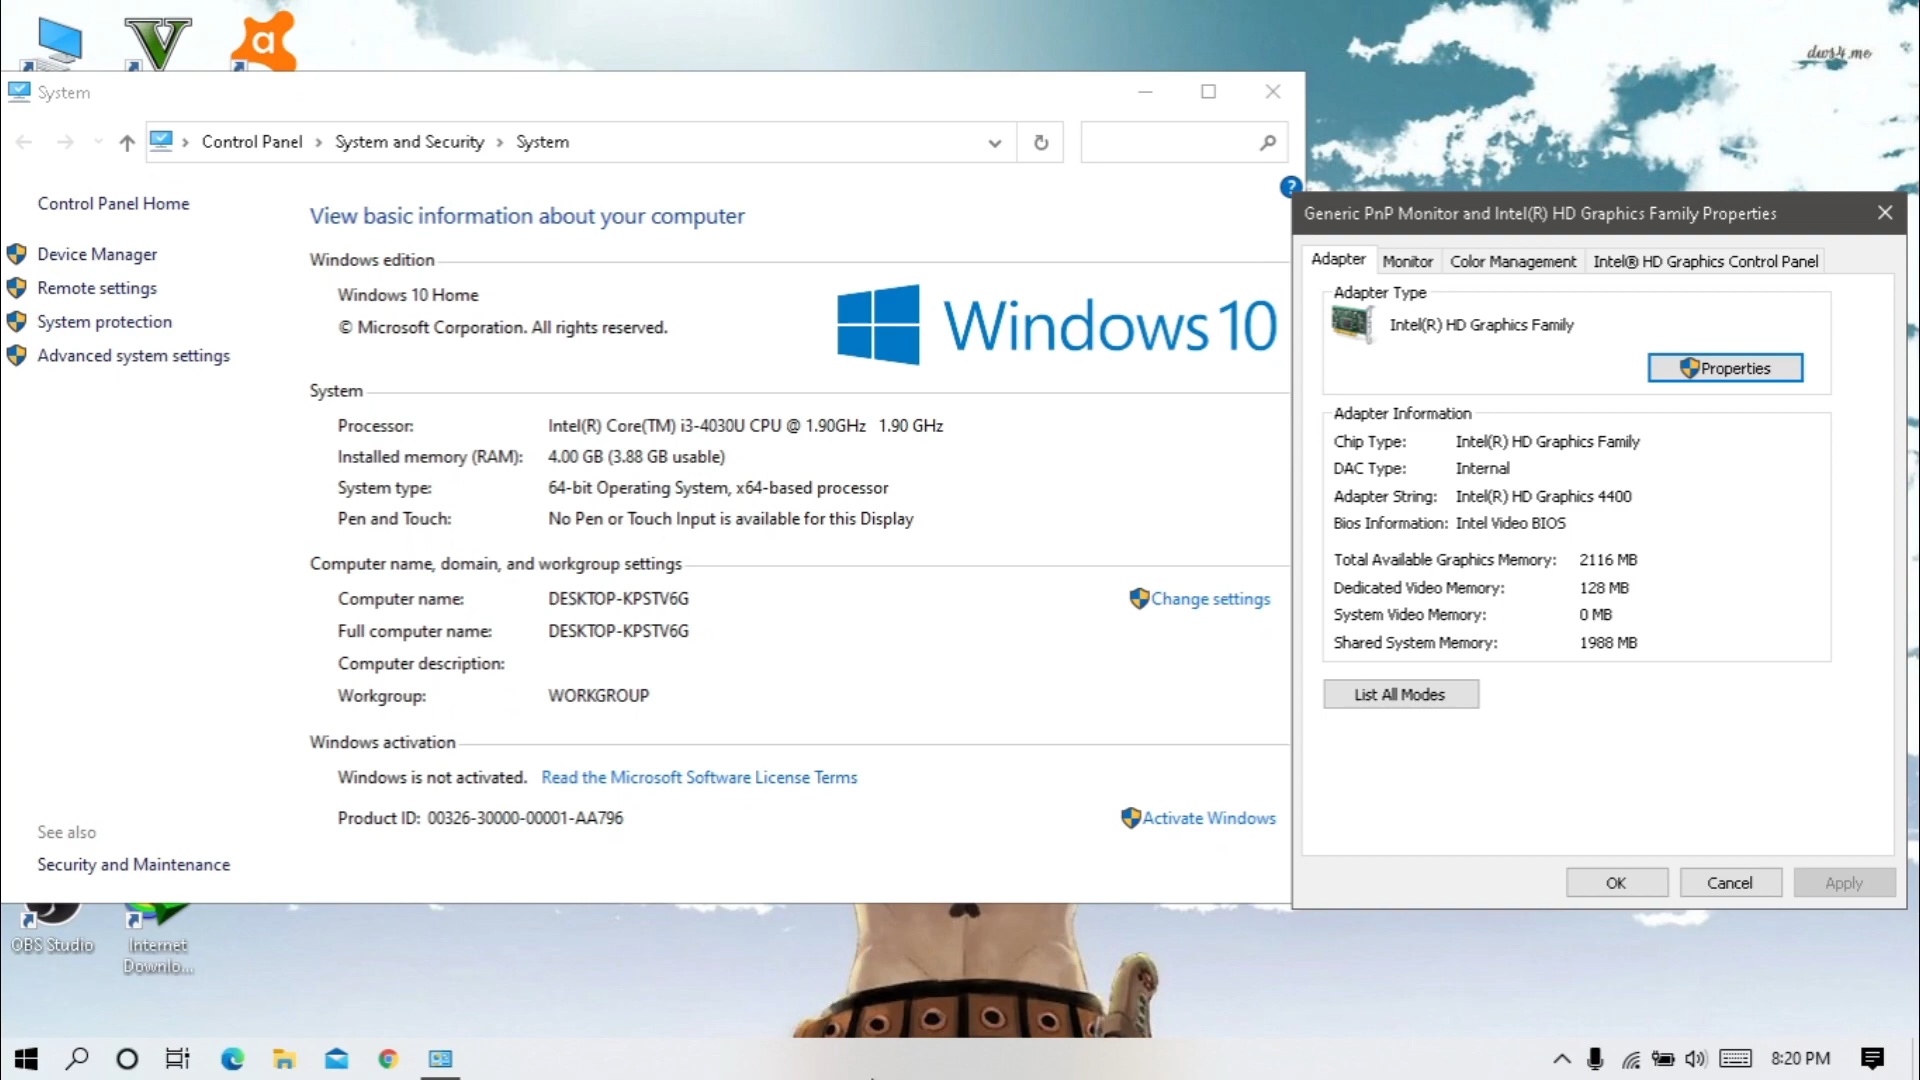 dws4.me
System
Control Panel > System and Security > System
Control Panel Home
Device Manager
Remote settings
System protection
Advanced system settings
See also
Security and Maintenance
View basic information about your computer
Windows edition
Windows 10 Home
© Microsoft Corporation. All rights reserved.
Windows 10
System
Processor: Intel(R) Core(TM) i3-4030U CPU @ 1.90GHz 1.90 GHz
Installed memory (RAM): 4.00 GB (3.88 GB usable)
System type: 64-bit Operating System, x64-based processor
Pen and Touch: No Pen or Touch Input is available for this Display
Computer name, domain, and workgroup settings
Computer name: DESKTOP-KPSTV6G
Change settings
Full computer name: DESKTOP-KPSTV6G
Computer description:
Workgroup: WORKGROUP
Windows activation
Windows is not activated. Read the Microsoft Software License Terms
Product ID: 00326-30000-00001-AA796
Activate Windows
?
Generic PnP Monitor and Intel(R) HD Graphics Family Properties
Adapter Monitor Color Management Intel® HD Graphics Control Panel
Adapter Type
Intel(R) HD Graphics Family
Properties
Adapter Information
Chip Type: Intel(R) HD Graphics Family
DAC Type: Internal
Adapter String: Intel(R) HD Graphics 4400
Bios Information: Intel Video BIOS
Total Available Graphics Memory: 2116 MB
Dedicated Video Memory: 128 MB
System Video Memory: 0 MB
Shared System Memory: 1988 MB
List All Modes
OK Cancel Apply
OBS Studio
Internet
Downlo...
8:20 PM